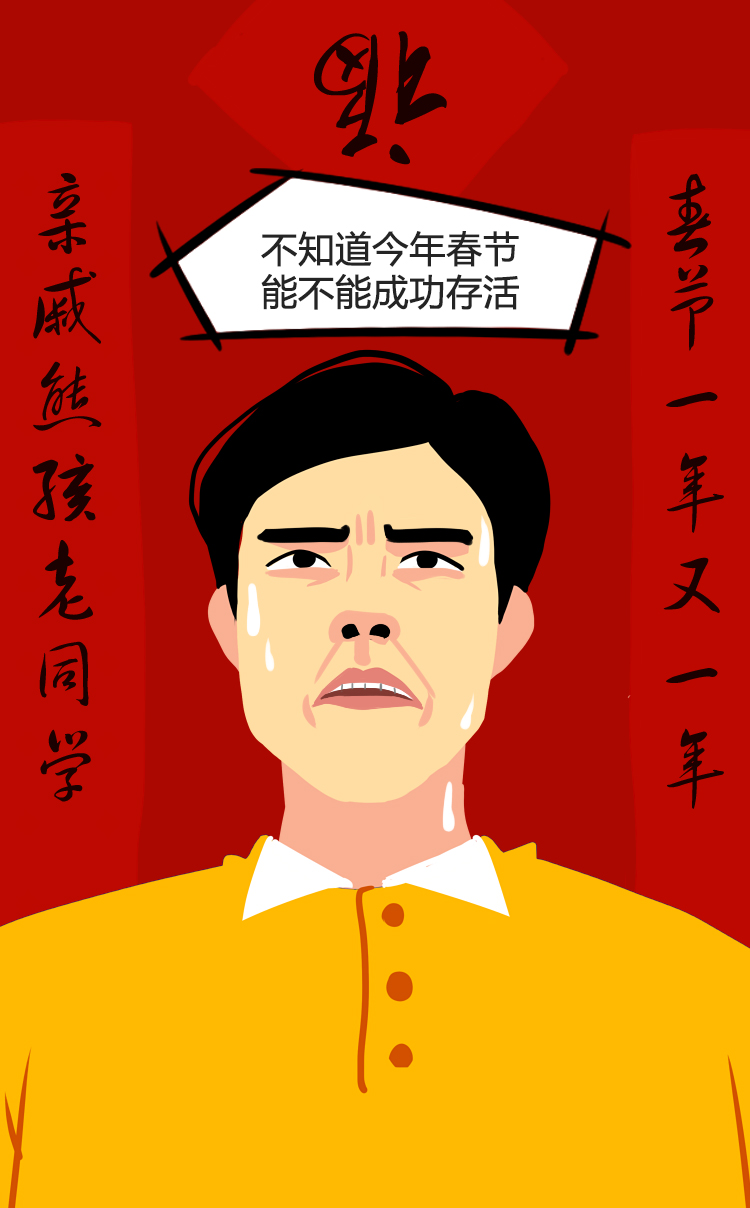 福
不知道今年春节
能不能成功存活
春节一年又一年
亲戚熊孩老同学